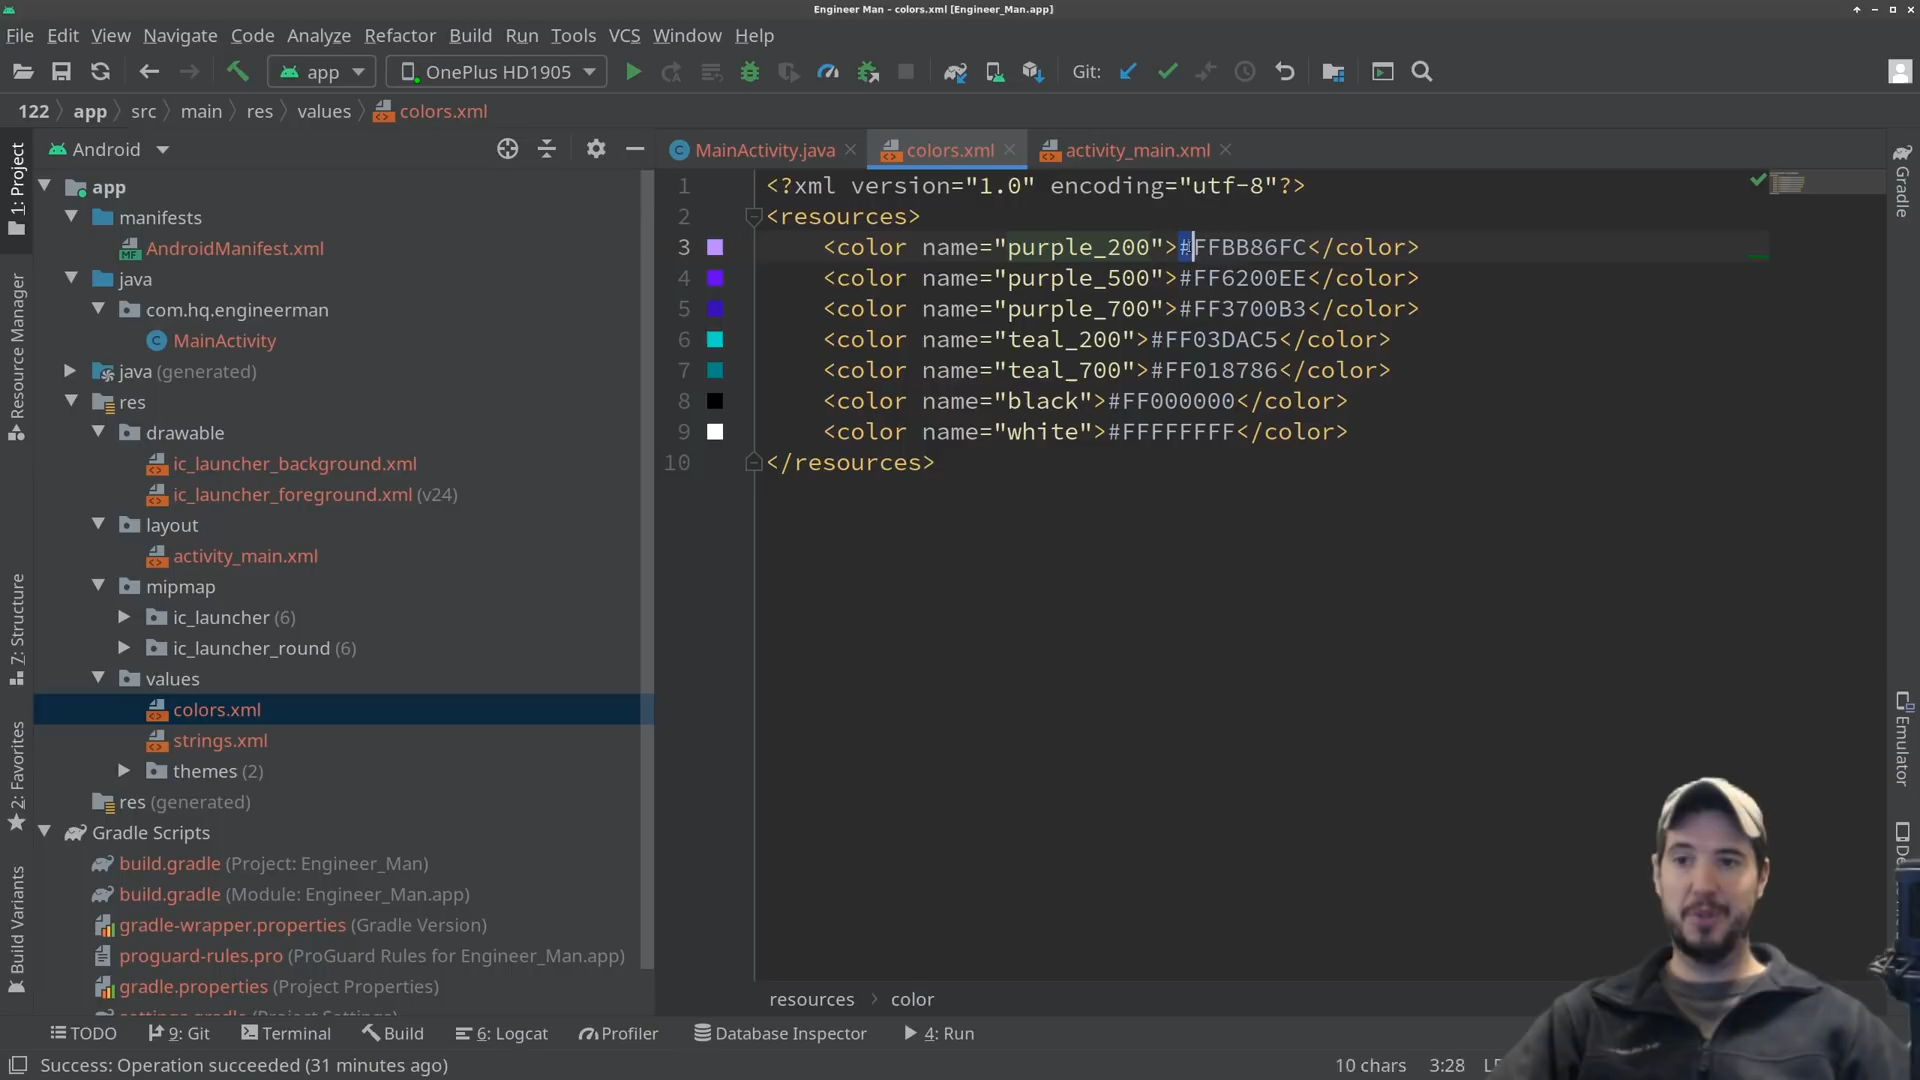 Engineer Man – colors.xml [Engineer_Man.app]
File Edit View Navigate Code Analyze Refactor Build Run Tools VCS Window Help
app OnePlus HD1905 Git:
122 app src main res values colors.xml
1: Project
Resource Manager
7: Structure
2: Favorites
Build Variants
Android
app
manifests
AndroidManifest.xml
java
com.hq.engineerman
MainActivity
java (generated)
res
drawable
ic_launcher_background.xml
ic_launcher_foreground.xml (v24)
layout
activity_main.xml
mipmap
ic_launcher (6)
ic_launcher_round (6)
values
colors.xml
strings.xml
themes (2)
res (generated)
Gradle Scripts
build.gradle (Project: Engineer_Man)
build.gradle (Module: Engineer_Man.app)
gradle-wrapper.properties (Gradle Version)
proguard-rules.pro (ProGuard Rules for Engineer_Man.app)
gradle.properties (Project Properties)
settings.gradle (Project Settings)
MainActivity.java colors.xml activity_main.xml
1 <?xml version="1.0" encoding="utf-8"?>
2 <resources>
3 <color name="purple_200">#FFBB86FC</color>
4 <color name="purple_500">#FF6200EE</color>
5 <color name="purple_700">#FF3700B3</color>
6 <color name="teal_200">#FF03DAC5</color>
7 <color name="teal_700">#FF018786</color>
8 <color name="black">#FF000000</color>
9 <color name="white">#FFFFFFFF</color>
10 </resources>
resources color
Gradle
Emulator
TODO 9: Git Terminal Build 6: Logcat Profiler Database Inspector 4: Run
Success: Operation succeeded (31 minutes ago) 10 chars 3:28